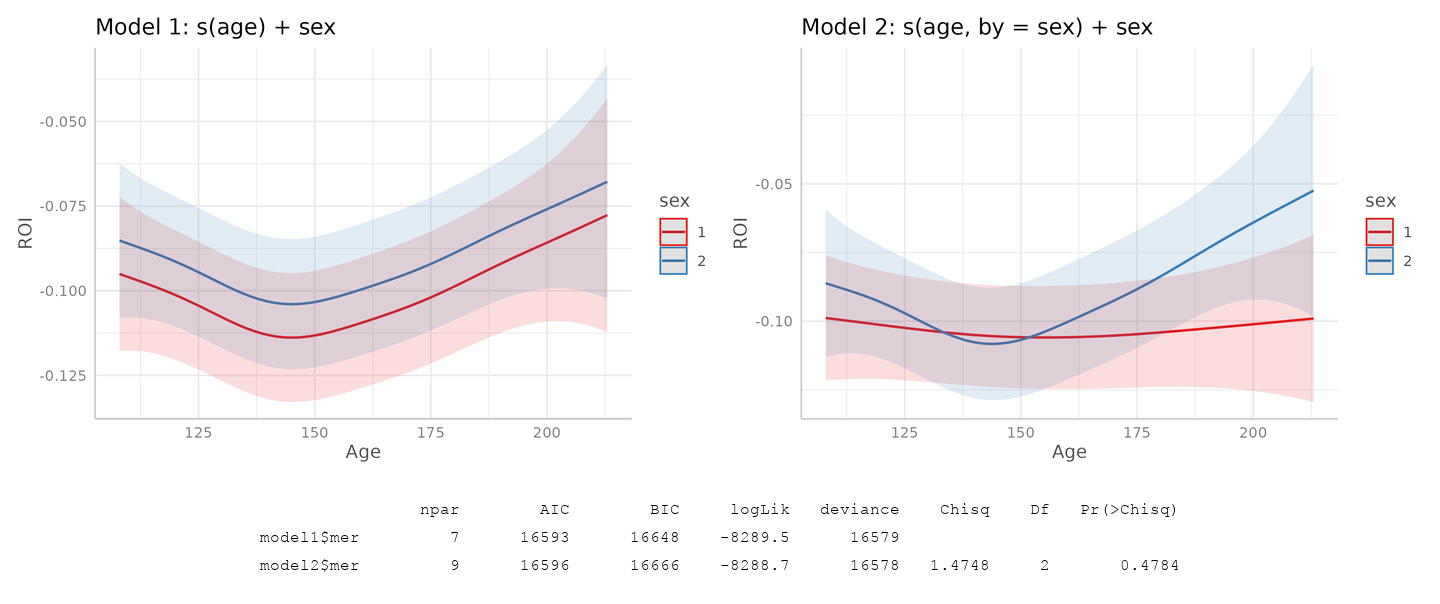 Model 1: s(age) + sex
ROI
-0.050
-0.075
-0.100
-0.125
125 150 175 200
Age
sex
1
2
Model 2: s(age, by = sex) + sex
ROI
-0.05
-0.10
125 150 175 200
Age
sex
1
2
npar AIC BIC logLik deviance Chisq Df Pr(>Chisq)
model1$mer 7 16593 16648 -8289.5 16579
model2$mer 9 16596 16666 -8288.7 16578 1.4748 2 0.4784